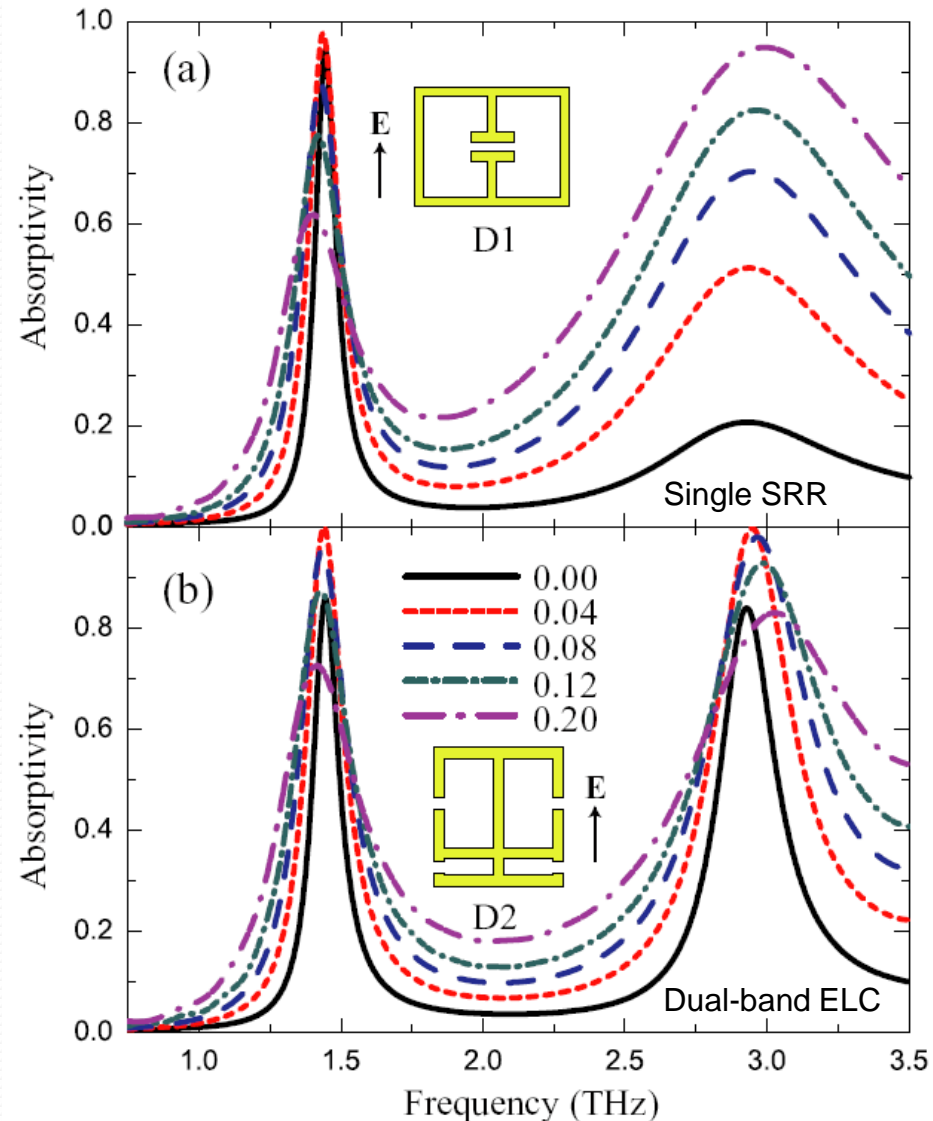 1.0
(a)
0.8
E
0.6
D1
Absorptivity
0.4
0.2
Single SRR
0.0
(b)
0.00
0.04
0.8
0.08
0.12
0.6
0.20
E
Absorptivity
0.4
0.2
D2
Dual-band ELC
0.0
1.0 1.5 2.0 2.5 3.0 3.5
Frequency (THz)